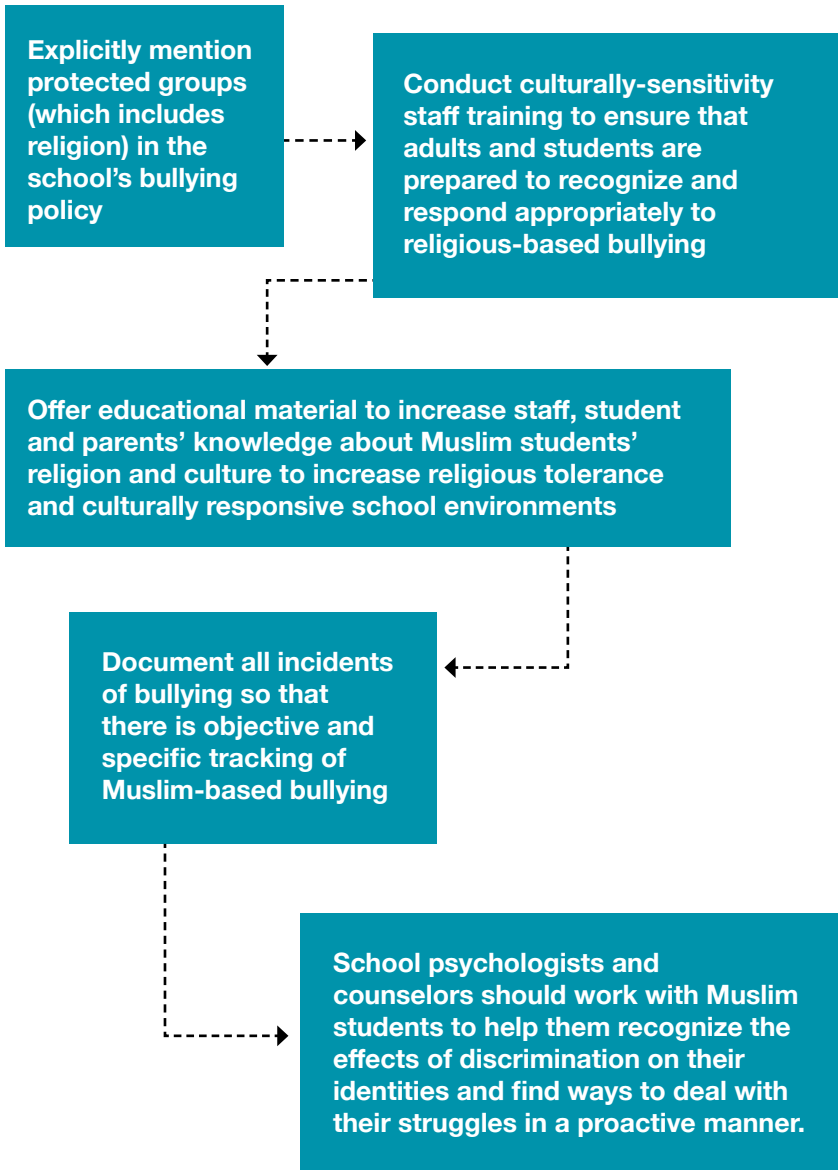 Explicitly mention
protected groups
(which includes
religion) in the
school’s bullying
policy
Conduct culturally-sensitivity
staff training to ensure that
adults and students are
prepared to recognize and
respond appropriately to
religious-based bullying
Offer educational material to increase staff, student
and parents’ knowledge about Muslim students’
religion and culture to increase religious tolerance
and culturally responsive school environments
Document all incidents
of bullying so that
there is objective and
specific tracking of
Muslim-based bullying
School psychologists and
counselors should work with Muslim
students to help them recognize the
effects of discrimination on their
identities and find ways to deal with
their struggles in a proactive manner.